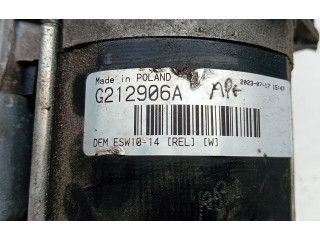 Made in POLAND
2023-07-17
G212906A
DEM ESW10-14 [REL] [W]